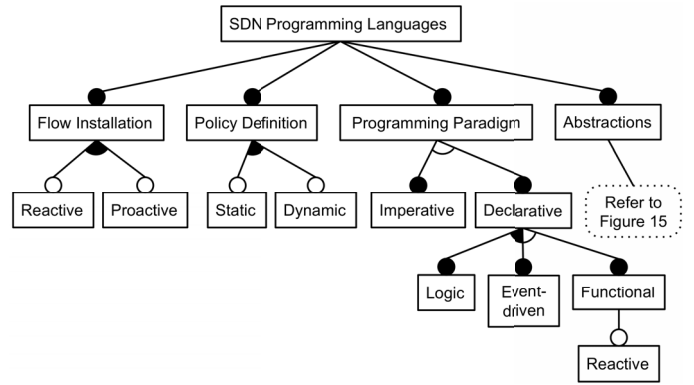 SDN Programming Languages
Flow Installation
Policy Definition
Programming Paradigm
Abstractions
Reactive
Proactive
Static
Dynamic
Imperative
Declarative
Refer to
Figure 15
Logic
Event-
driven
Functional
Reactive